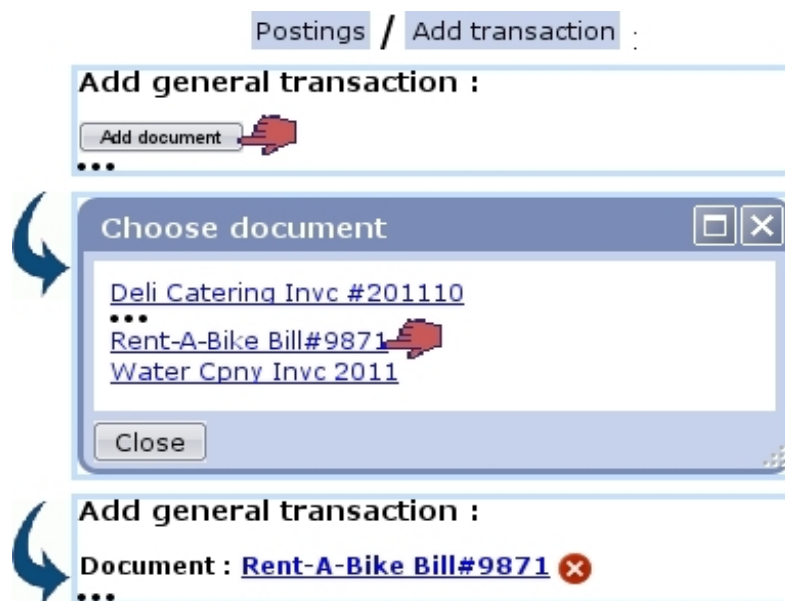 Postings / Add transaction :
Add general transaction :
Add document
•••
Choose document
Deli Catering Invc #201110
•••
Rent-A-Bike Bill#9871
Water Cpny Invc 2011
Close
Add general transaction :
Document : Rent-A-Bike Bill#9871
•••